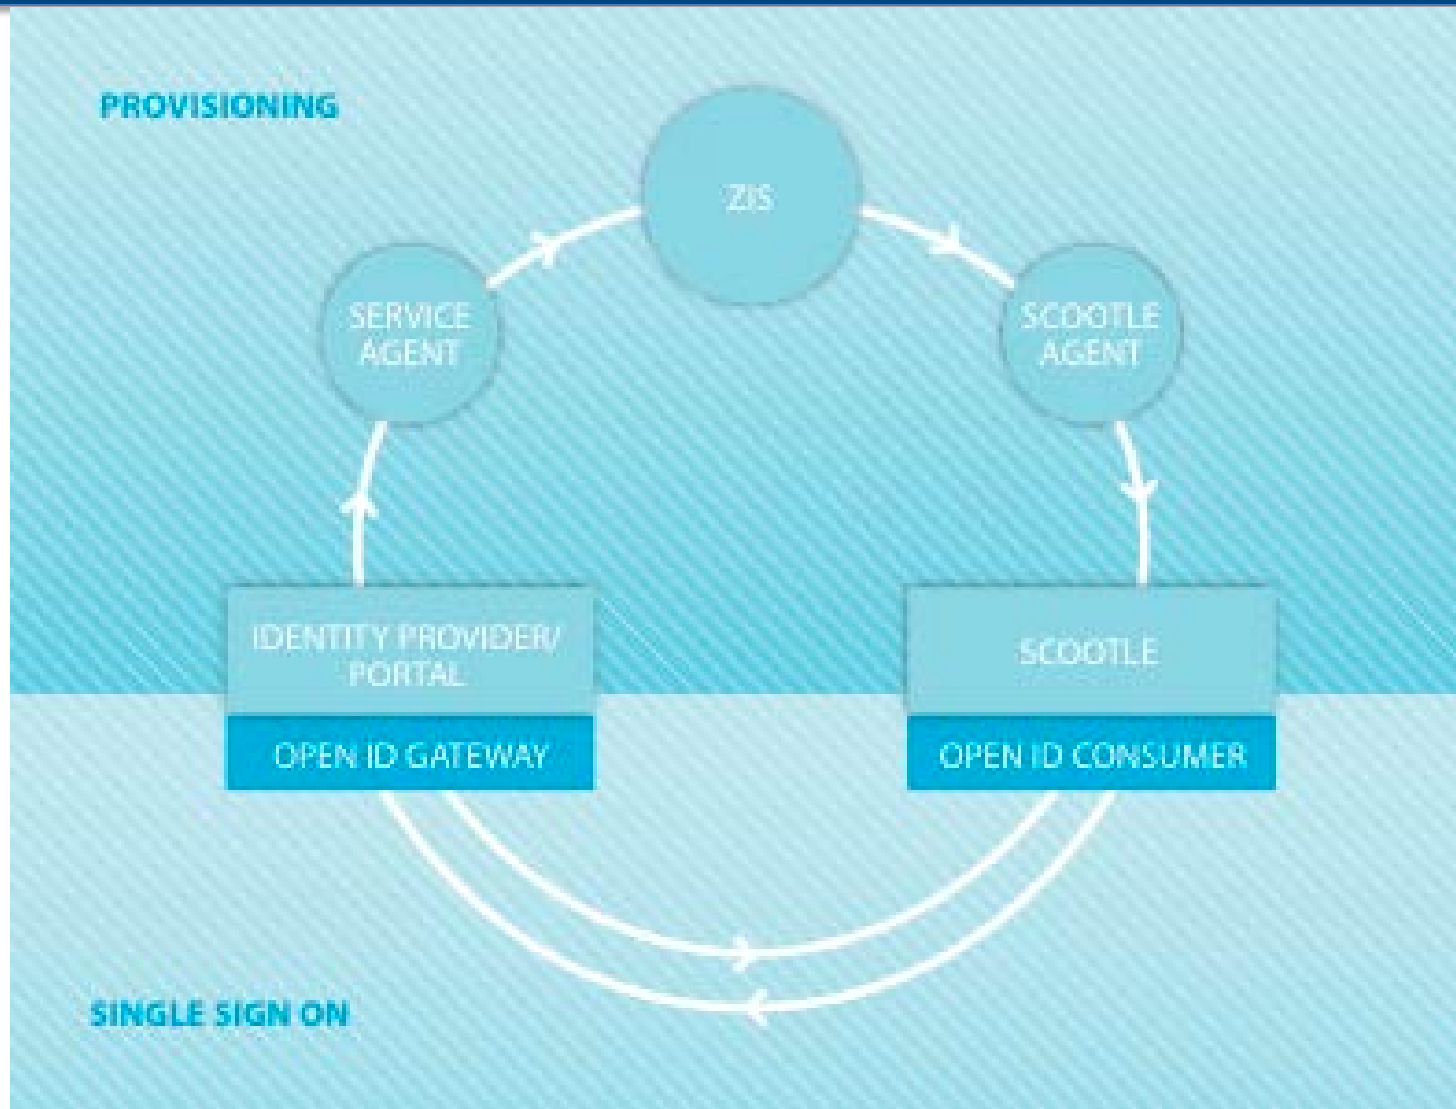 PROVISIONING
ZIS
SERVICE
AGENT
SCOOTLE
AGENT
IDENTITY PROVIDER/
PORTAL
SCOOTLE
OPEN ID GATEWAY
OPEN ID CONSUMER
SINGLE SIGN ON